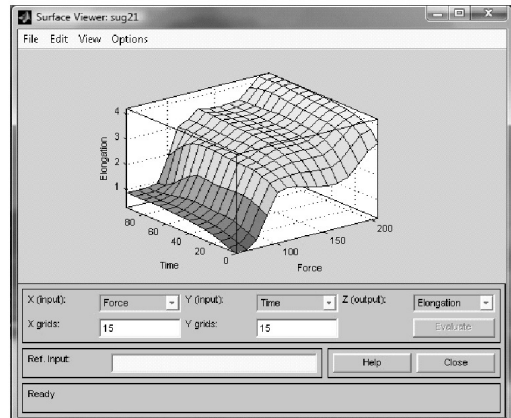 Surface Viewer: sug21
File Edit View Options
4
3
2
1
Elongation
80
60
40
20
0
Time
100
150
200
Force
X (input): Force Y (input): Time Z (output): Elongation
X grids: 15 Y grids: 15 Evaluate
Ref. Input: Help Close
Ready